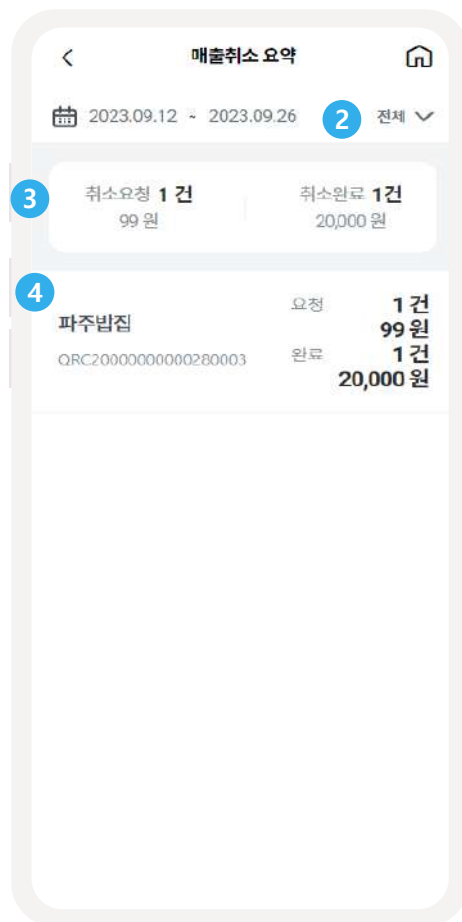 매출취소 요약
2023.09.12 ~ 2023.09.26 2 전체
3 취소요청 1 건 취소완료 1건
99 원 20,000 원
4
파주밥집 요청 1 건
99 원
QRC20000000000280003 완료 1 건
20,000 원